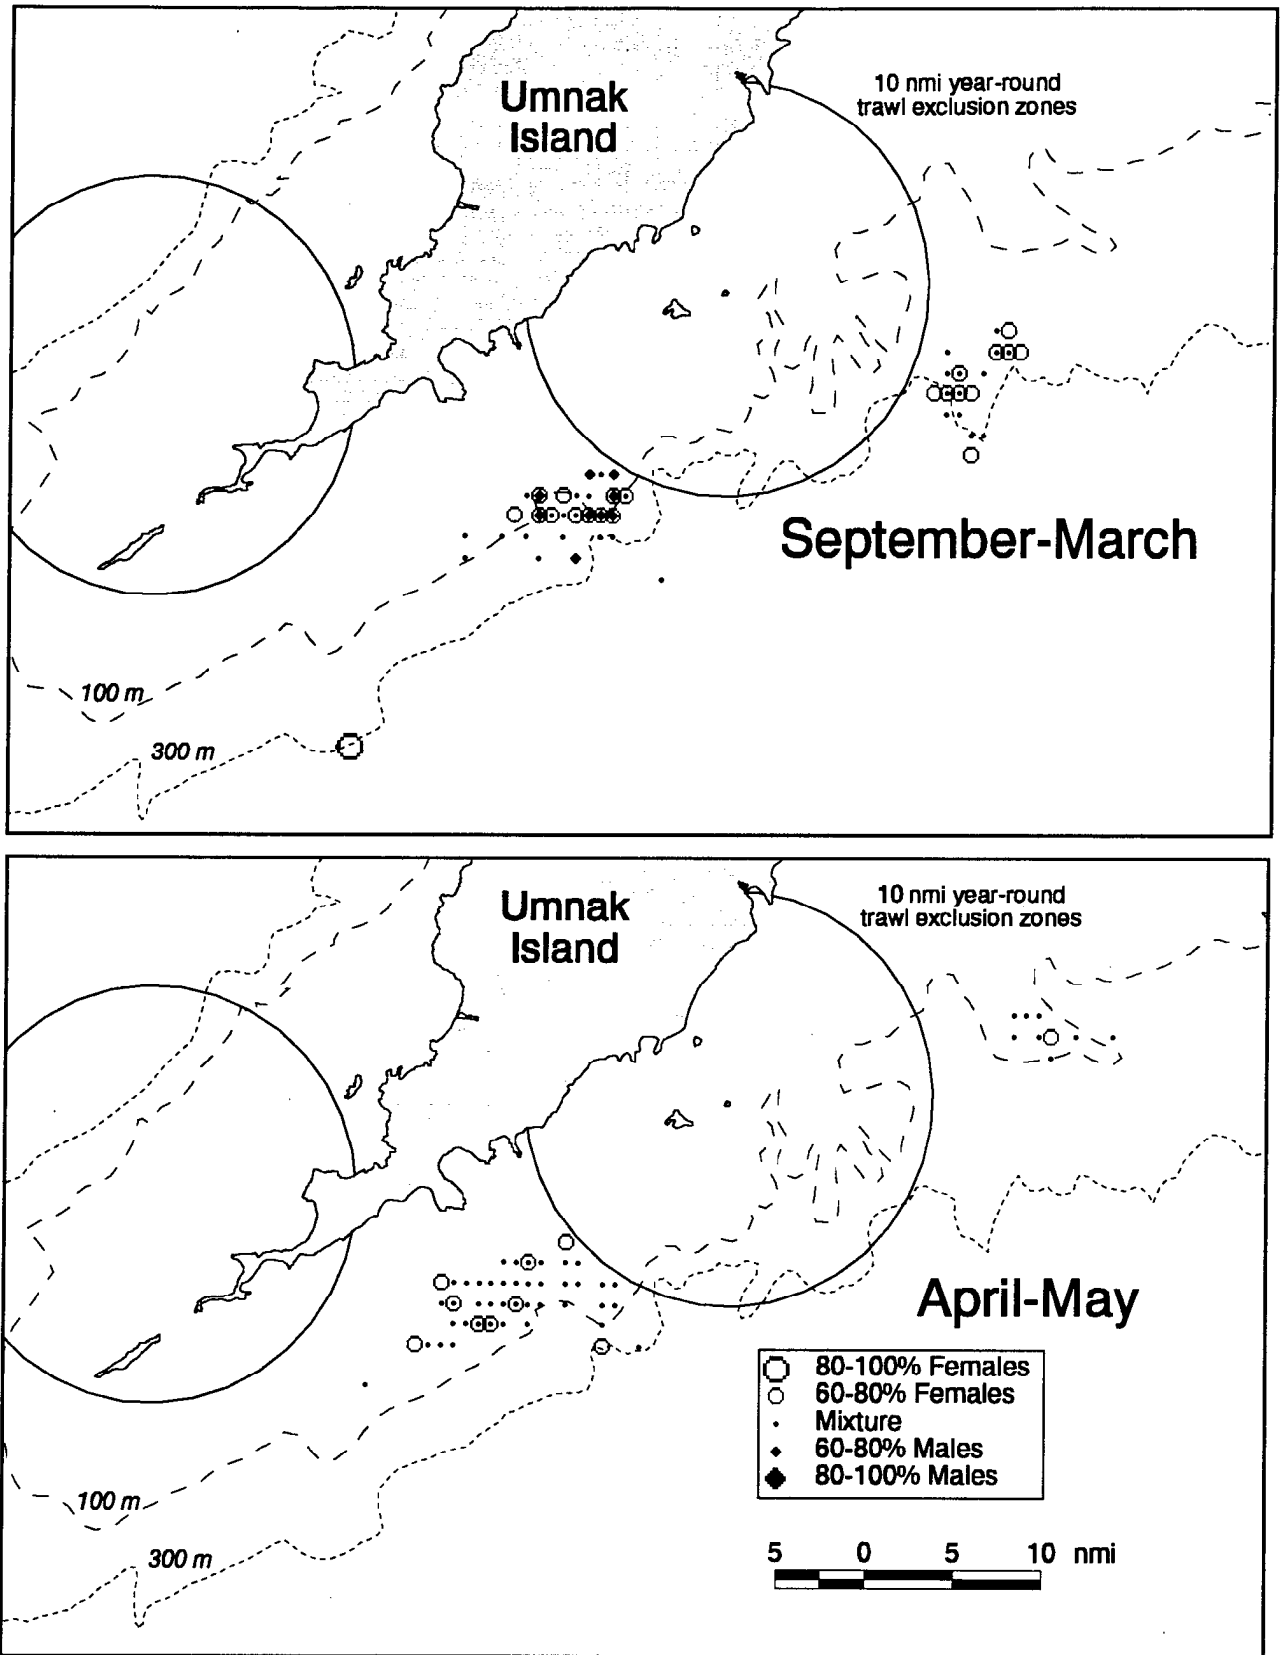 Umnak
Island
10 nmi year-round
trawl exclusion zones
September-March
100 m
300 m
Umnak
Island
10 nmi year-round
trawl exclusion zones
April-May
80-100% Females
60-80% Females
Mixture
60-80% Males
80-100% Males
100 m
300 m
5 0 5 10 nmi